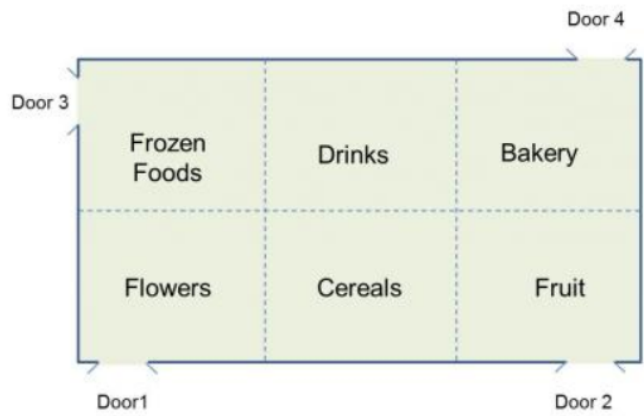 Door 4
Door 3
Frozen
Foods
Drinks
Bakery
Flowers
Cereals
Fruit
Door1
Door 2